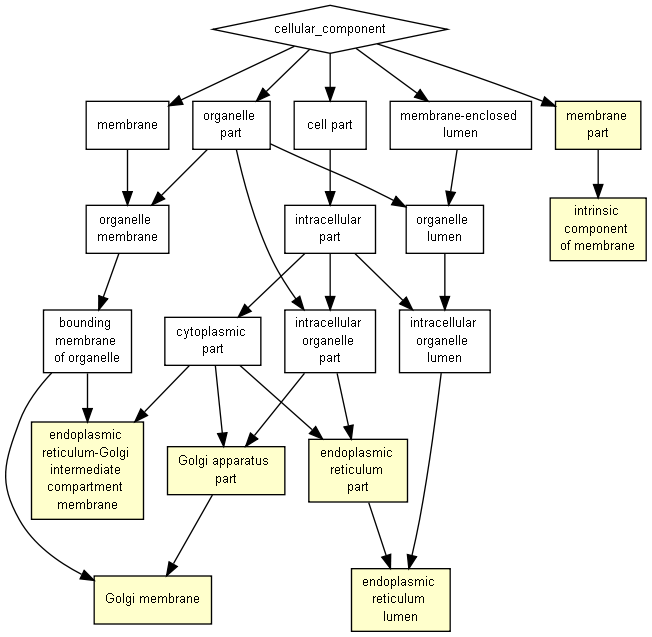 cellular_component
membrane
organelle
part
cell part
membrane-enclosed
lumen
membrane
part
organelle
membrane
intracellular
part
organelle
lumen
intrinsic
component
of membrane
bounding
membrane
of organelle
cytoplasmic
part
intracellular
organelle
part
intracellular
organelle
lumen
endoplasmic
reticulum-Golgi
intermediate
compartment
membrane
Golgi apparatus
part
endoplasmic
reticulum
part
Golgi membrane
endoplasmic
reticulum
lumen